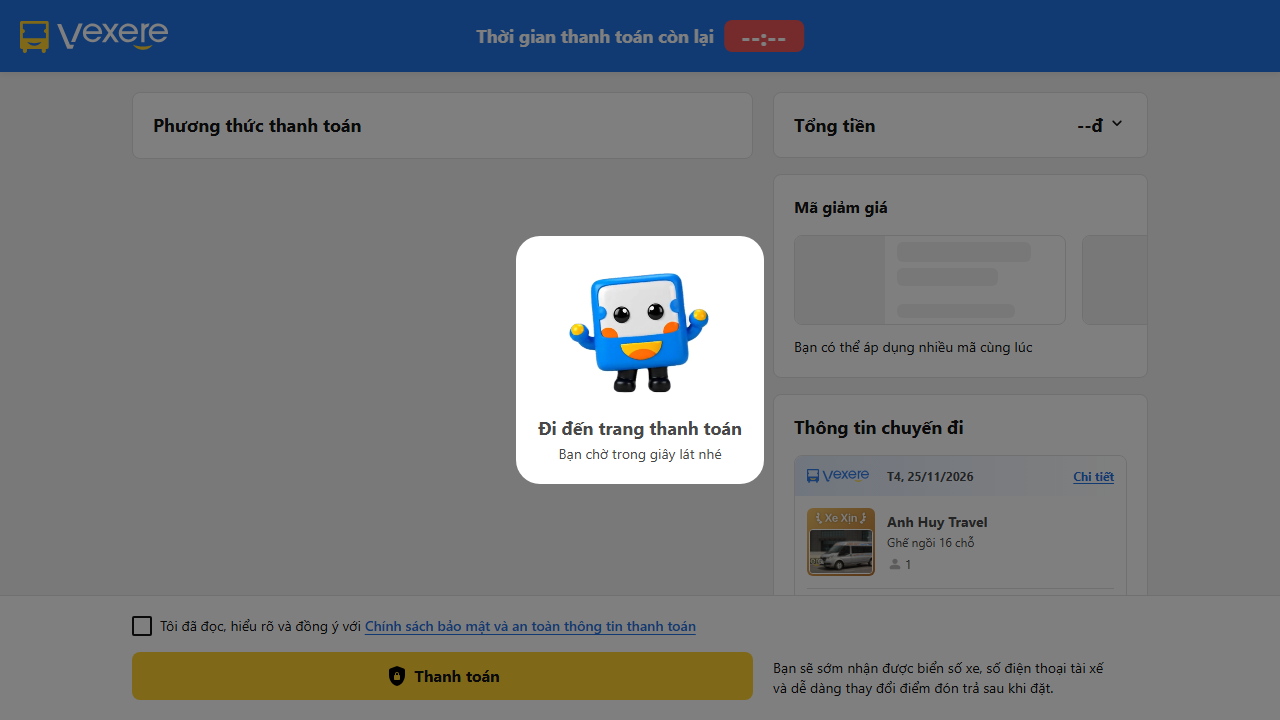 Vexere
Thời gian thanh toán còn lại
--:--
Phương thức thanh toán
Tổng tiền
--đ
Mã giảm giá
Bạn có thể áp dụng nhiều mã cùng lúc
Đi đến trang thanh toán
Bạn chờ trong giây lát nhé
Thông tin chuyến đi
Vexere
T4, 25/11/2026
Chi tiết
Xe Xịn
Anh Huy Travel
Ghế ngồi 16 chỗ
1
Tôi đã đọc, hiểu rõ và đồng ý với Chính sách bảo mật và an toàn thông tin thanh toán
Thanh toán
Bạn sẽ sớm nhận được biển số xe, số điện thoại tài xế
và dễ dàng thay đổi điểm đón trả sau khi đặt.